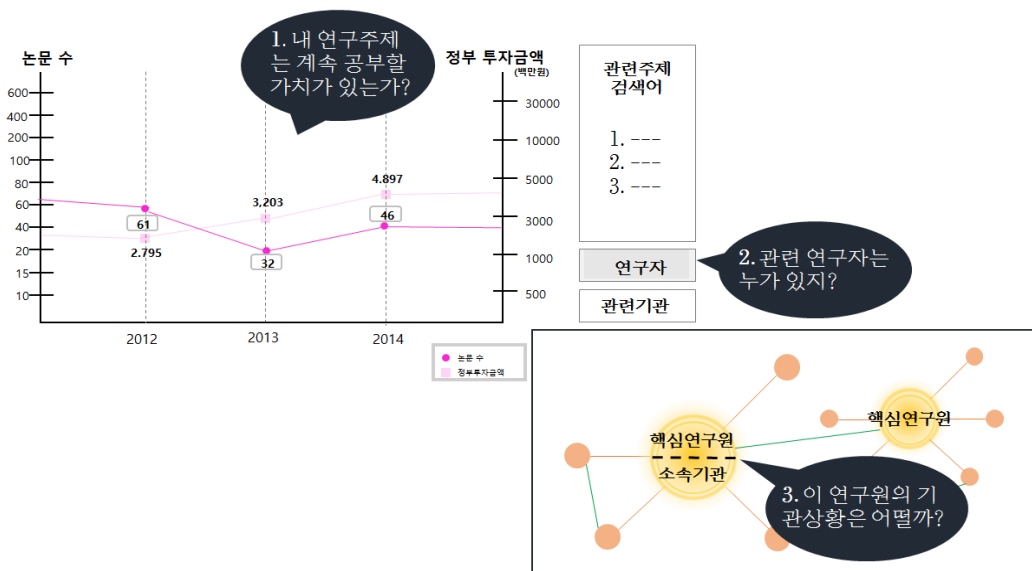 1. 내 연구주제
는 계속 공부할
가치가 있는가?
논문 수
정부 투자금액
(백만원)
600
400
200
100
80
60
40
20
15
10
30000
10000
5000
3000
1000
500
61
2.795
3,203
32
4.897
46
2012
2013
2014
논문 수
정부투자금액
관련주제
검색어
1. ---
2. ---
3. ---
연구자
관련기관
2. 관련 연구자는
누가 있지?
핵심연구원
소속기관
핵심연구원
3. 이 연구원의 기
관상황은 어떨까?